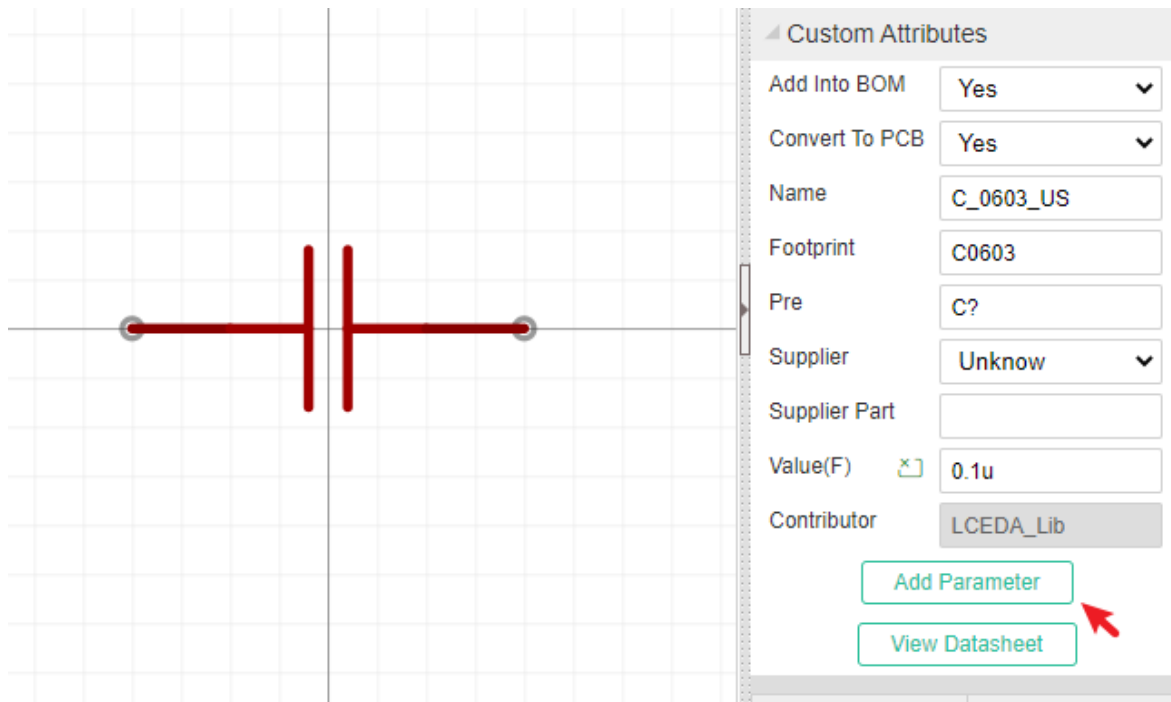 Custom Attributes
Add Into BOM Yes
Convert To PCB Yes
Name C_0603_US
Footprint C0603
Pre C?
Supplier Unknow
Supplier Part
Value(F) 0.1u
Contributor LCEDA_Lib
Add Parameter
View Datasheet